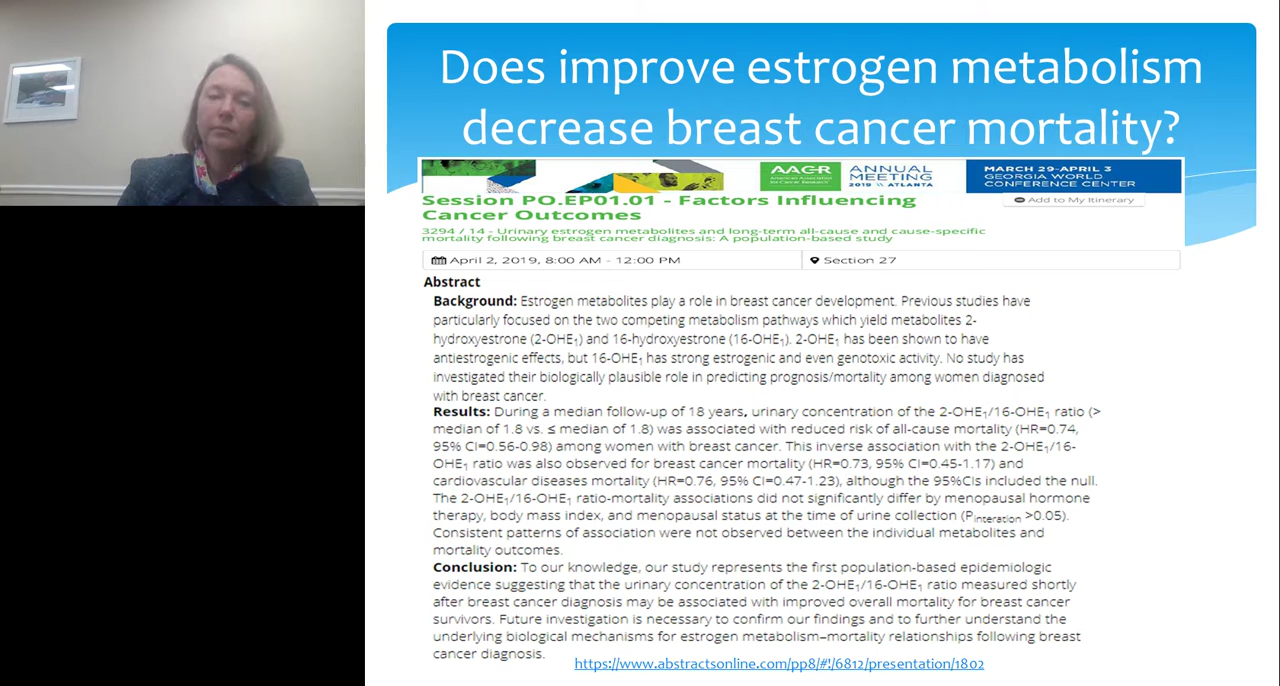 Does improve estrogen metabolism
decrease breast cancer mortality?
AACR
American Association
for Cancer Research
ANNUAL
MEETING
2019 \\ ATLANTA
MARCH 29-APRIL 3
GEORGIA WORLD
CONFERENCE CENTER
Session PO.EP01.01 - Factors Influencing
Cancer Outcomes
Add to My Itinerary
3294 / 14 - Urinary estrogen metabolites and long-term all-cause and cause-specific
mortality following breast cancer diagnosis: A population-based study
April 2, 2019, 8:00 AM - 12:00 PM
Section 27
Abstract
Background: Estrogen metabolites play a role in breast cancer development. Previous studies have
particularly focused on the two competing metabolism pathways which yield metabolites 2-
hydroxyestrone (2-OHE1) and 16-hydroxyestrone (16-OHE1). 2-OHE1 has been shown to have
antiestrogenic effects, but 16-OHE1 has strong estrogenic and even genotoxic activity. No study has
investigated their biologically plausible role in predicting prognosis/mortality among women diagnosed
with breast cancer.
Results: During a median follow-up of 18 years, urinary concentration of the 2-OHE1/16-OHE1 ratio (>
median of 1.8 vs. ≤ median of 1.8) was associated with reduced risk of all-cause mortality (HR=0.74,
95% CI=0.56-0.98) among women with breast cancer. This inverse association with the 2-OHE1/16-
OHE1 ratio was also observed for breast cancer mortality (HR=0.73, 95% CI=0.45-1.17) and
cardiovascular diseases mortality (HR=0.76, 95% CI=0.47-1.23), although the 95%CIs included the null.
The 2-OHE1/16-OHE1 ratio-mortality associations did not significantly differ by menopausal hormone
therapy, body mass index, and menopausal status at the time of urine collection (Pinteration >0.05).
Consistent patterns of association were not observed between the individual metabolites and
mortality outcomes.
Conclusion: To our knowledge, our study represents the first population-based epidemiologic
evidence suggesting that the urinary concentration of the 2-OHE1/16-OHE1 ratio measured shortly
after breast cancer diagnosis may be associated with improved overall mortality for breast cancer
survivors. Future investigation is necessary to confirm our findings and to further understand the
underlying biological mechanisms for estrogen metabolism–mortality relationships following breast
cancer diagnosis.
https://www.abstractsonline.com/pp8/#!/6812/presentation/1802